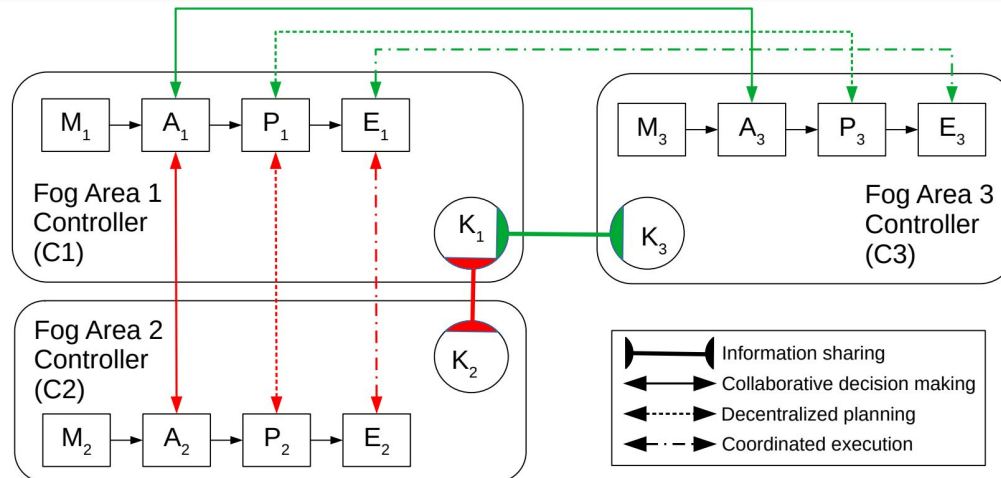 M₁ A₁ P₁ E₁
Fog Area 1
Controller
(C1)
K₁
M₃ A₃ P₃ E₃
K₃
Fog Area 3
Controller
(C3)
Fog Area 2
Controller
(C2)
K₂
M₂ A₂ P₂ E₂
Information sharing
Collaborative decision making
Decentralized planning
Coordinated execution